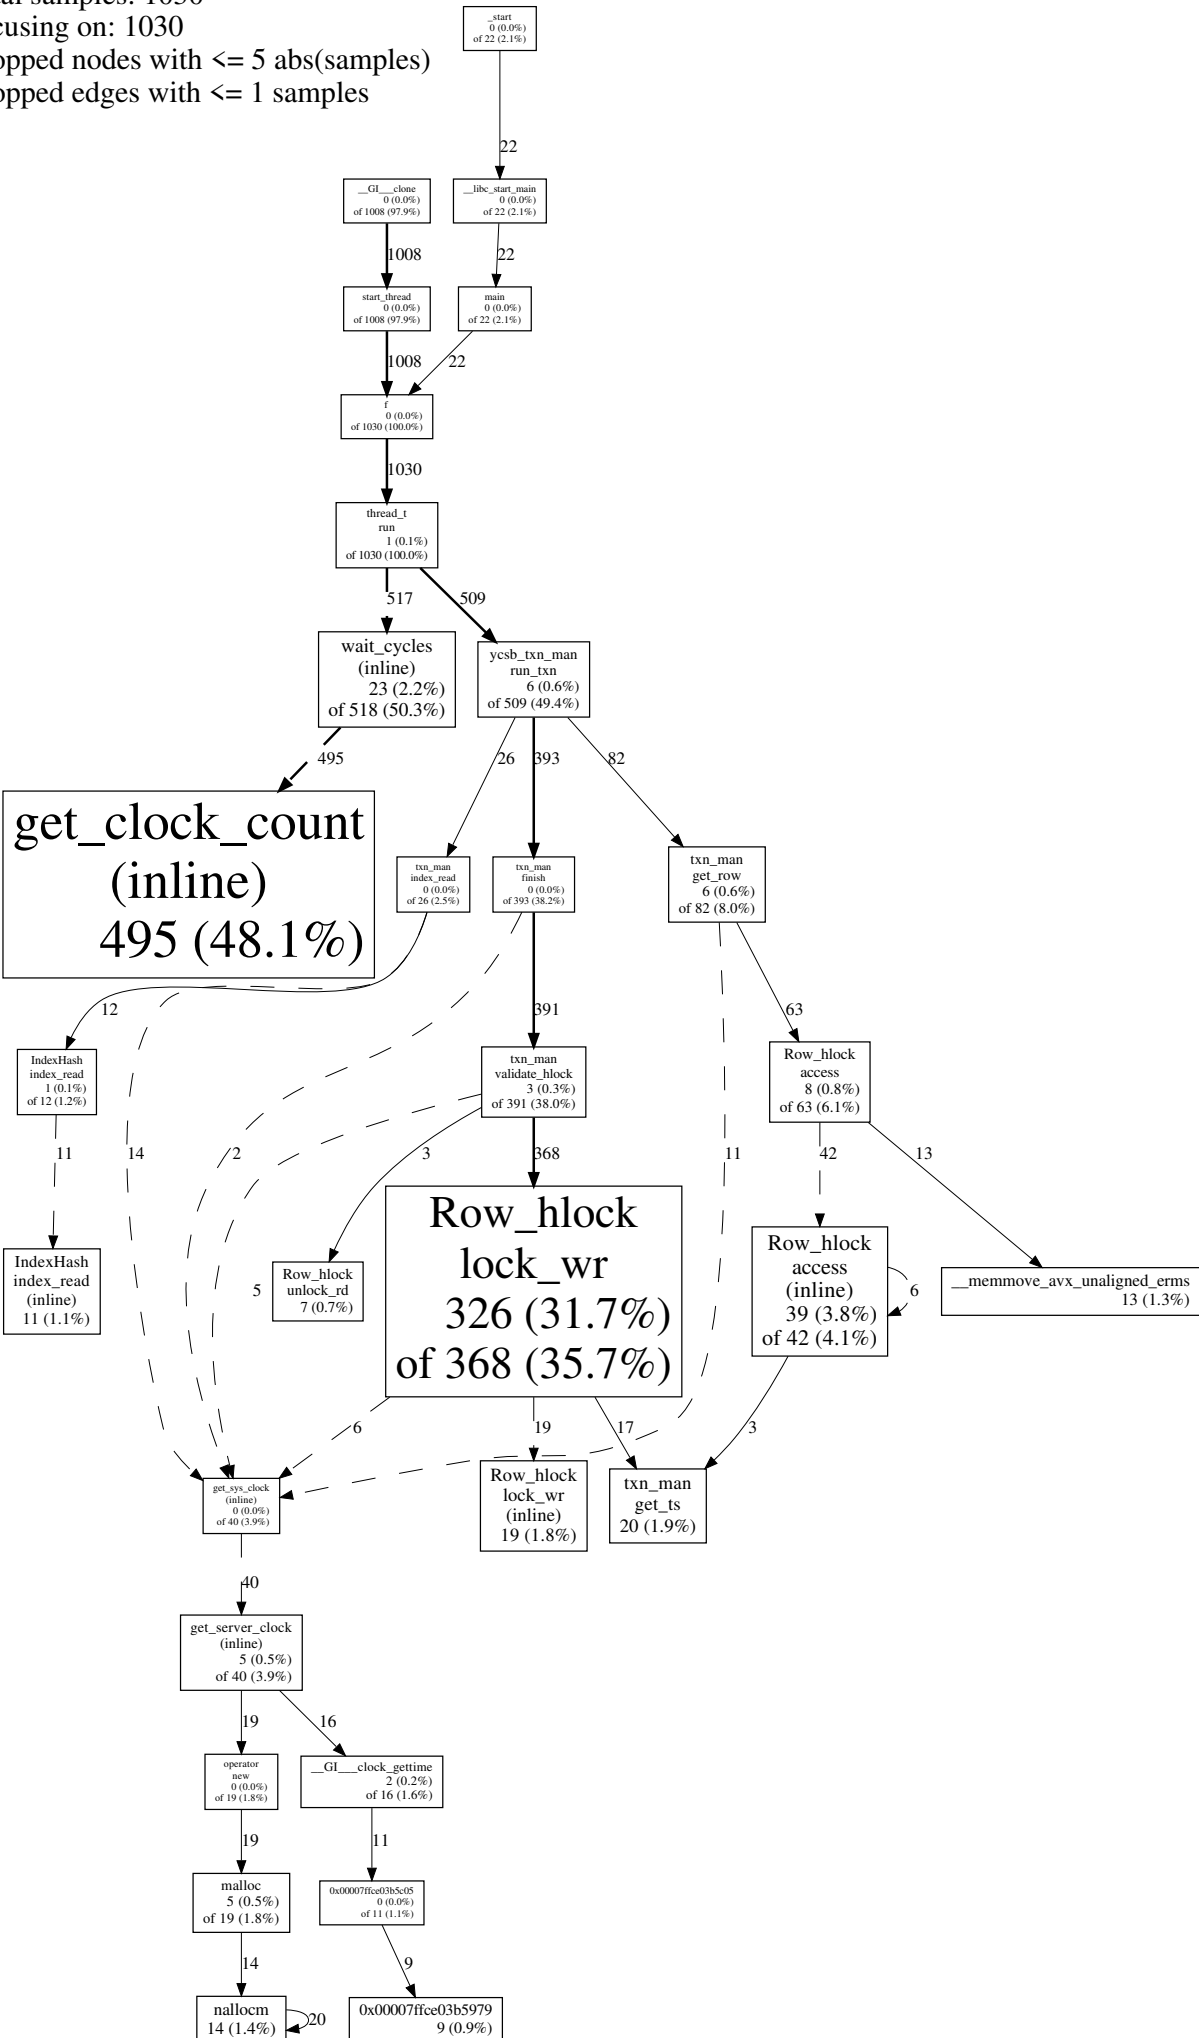 al samples: 1030
cusing on: 1030
opped nodes with <= 5 abs(samples)
opped edges with <= 1 samples
_start
0 (0.0%)
of 22 (2.1%)
22
__GI___clone
0 (0.0%)
of 1008 (97.9%)
__libc_start_main
0 (0.0%)
of 22 (2.1%)
1008
22
start_thread
0 (0.0%)
of 1008 (97.9%)
main
0 (0.0%)
of 22 (2.1%)
1008
22
f
0 (0.0%)
of 1030 (100.0%)
1030
thread_t
run
1 (0.1%)
of 1030 (100.0%)
517
509
wait_cycles
(inline)
23 (2.2%)
of 518 (50.3%)
ycsb_txn_man
run_txn
6 (0.6%)
of 509 (49.4%)
495
26
393
82
get_clock_count
(inline)
495 (48.1%)
txn_man
index_read
0 (0.0%)
of 26 (2.5%)
txn_man
finish
0 (0.0%)
of 393 (38.2%)
txn_man
get_row
6 (0.6%)
of 82 (8.0%)
12
391
63
IndexHash
index_read
1 (0.1%)
of 12 (1.2%)
txn_man
validate_hlock
3 (0.3%)
of 391 (38.0%)
Row_hlock
access
8 (0.8%)
of 63 (6.1%)
11
14
2
3
368
11
42
13
IndexHash
index_read
(inline)
11 (1.1%)
5
Row_hlock
unlock_rd
7 (0.7%)
Row_hlock
lock_wr
326 (31.7%)
of 368 (35.7%)
Row_hlock
access
(inline)
39 (3.8%)
of 42 (4.1%)
6
__memmove_avx_unaligned_erms
13 (1.3%)
6
19
17
3
get_sys_clock
(inline)
0 (0.0%)
of 40 (3.9%)
Row_hlock
lock_wr
(inline)
19 (1.8%)
txn_man
get_ts
20 (1.9%)
40
get_server_clock
(inline)
5 (0.5%)
of 40 (3.9%)
19
16
operator
new
0 (0.0%)
of 19 (1.8%)
__GI___clock_gettime
2 (0.2%)
of 16 (1.6%)
19
11
malloc
5 (0.5%)
of 19 (1.8%)
0x00007ffce03b5c05
0 (0.0%)
of 11 (1.1%)
14
9
nallocm
14 (1.4%)
20
0x00007ffce03b5979
9 (0.9%)